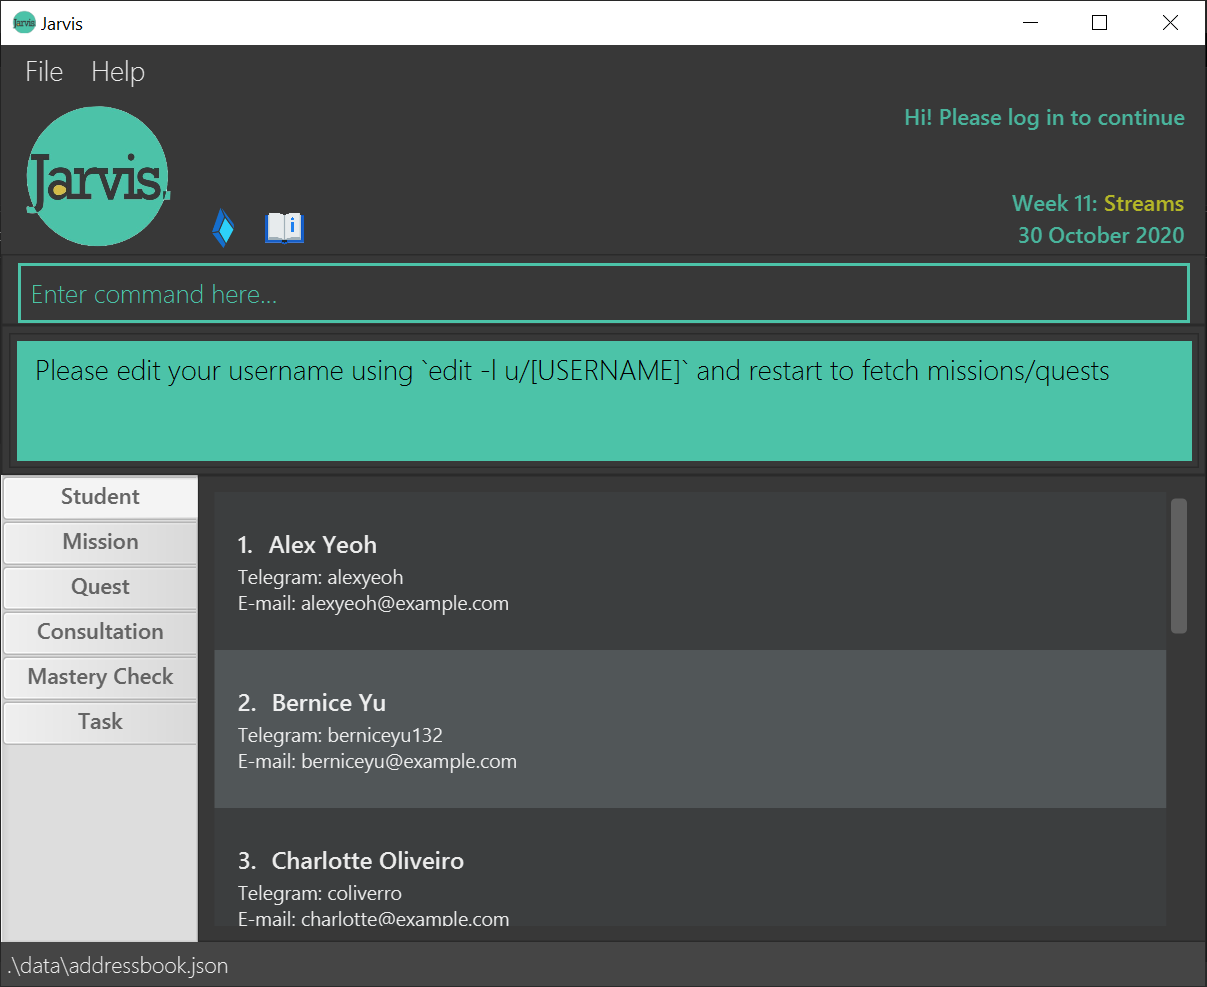 Jarvis
Jarvis
File Help
Hi! Please log in to continue
Jarvis.
i
Week 11: Streams
30 October 2020
Enter command here...
Please edit your username using `edit -l u/[USERNAME]` and restart to fetch missions/quests
Student
Mission
Quest
Consultation
Mastery Check
Task
1. Alex Yeoh
Telegram: alexyeoh
E-mail: alexyeoh@example.com
2. Bernice Yu
Telegram: berniceyu132
E-mail: berniceyu@example.com
3. Charlotte Oliveiro
Telegram: coliverro
E-mail: charlotte@example.com
.\data\addressbook.json